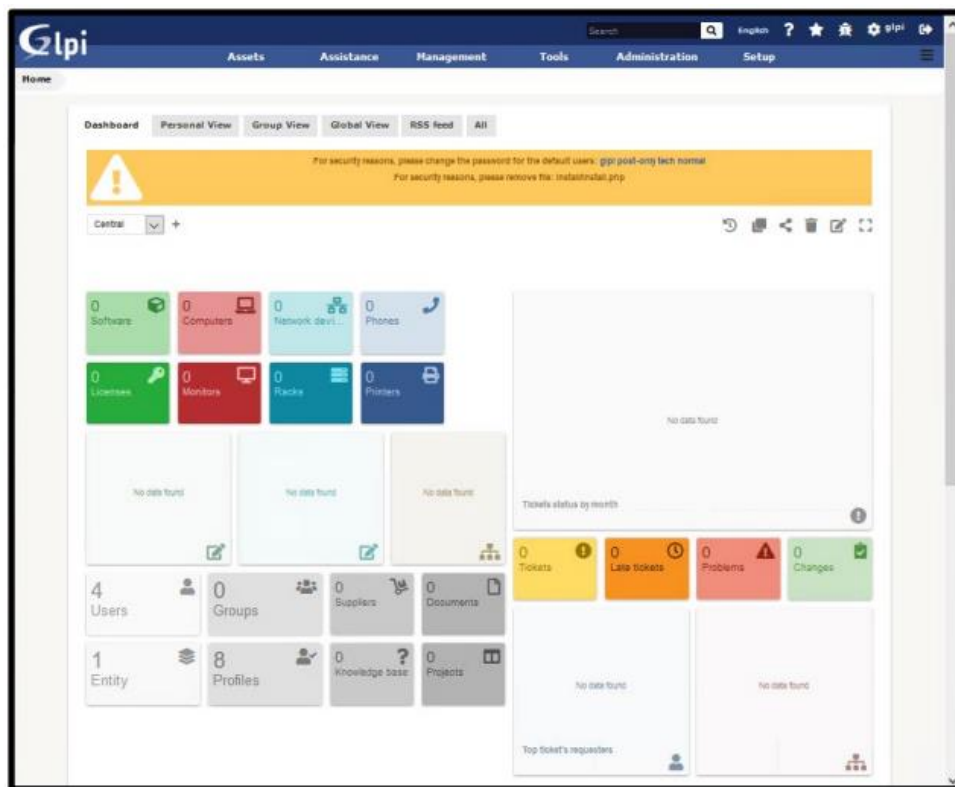 Glpi
Search
English
glpi
Assets Assistance Management Tools Administration Setup
Home
Dashboard Personal View Group View Global View RSS feed All
For security reasons, please change the password for the default users: glpi post-only tech normal
For security reasons, please remove file: install/install.php
Central
0 Software
0 Computers
0 Network devi...
0 Phones
0 Licenses
0 Monitors
0 Racks
0 Printers
No data found
Tickets status by month
No data found
No data found
No data found
0 Tickets
0 Late tickets
0 Problems
0 Changes
4 Users
0 Groups
0 Suppliers
0 Documents
1 Entity
8 Profiles
0 Knowledge base
0 Projects
No data found
Top ticket's requesters
No data found